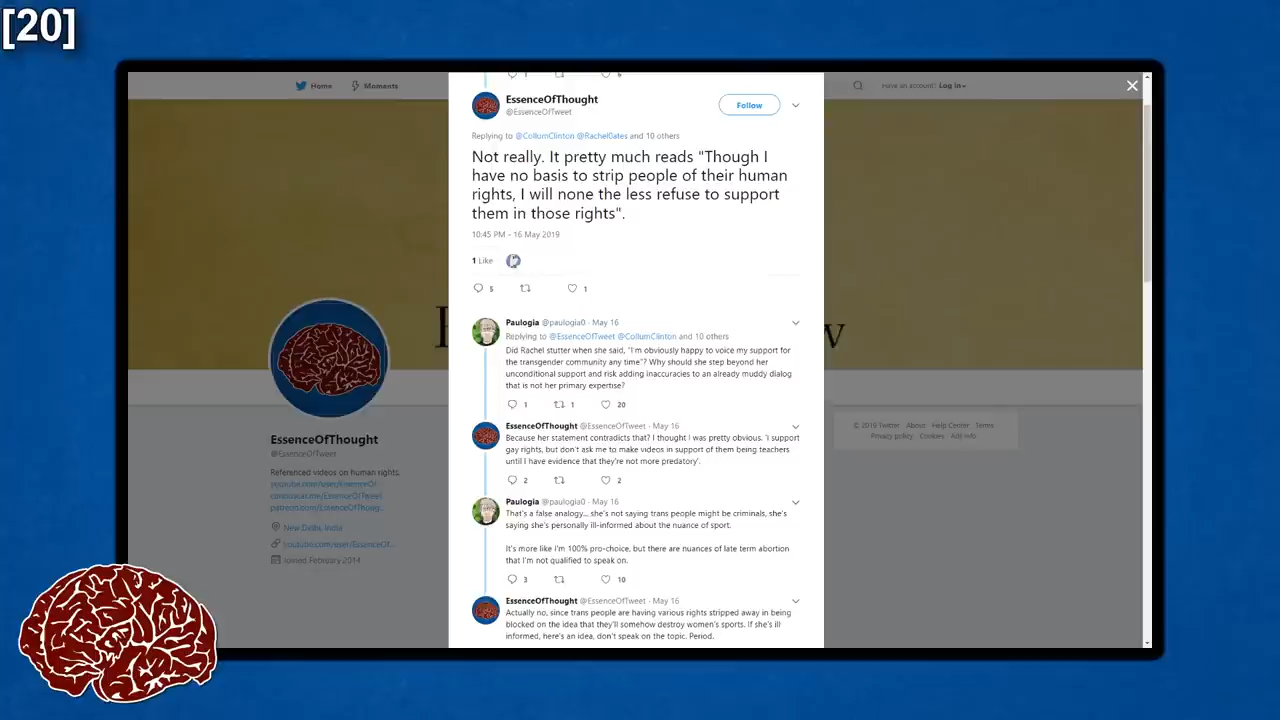 [20]
Home
Moments
Have an account? Log in
EssenceOfThought
@EssenceOfTweet
Follow
Replying to @CollumClinton @RachelOates and 10 others
Not really. It pretty much reads "Though I
have no basis to strip people of their human
rights, I will none the less refuse to support
them in those rights".
10:45 PM - 16 May 2019
1 Like
5
1
Paulogia @paulogia0 · May 16
Replying to @EssenceOfTweet @CollumClinton and 10 others
Did Rachel stutter when she said, "I'm obviously happy to voice my support for
the transgender community any time"? Why should she step beyond her
unconditional support and risk adding inaccuracies to an already muddy dialog
that is not her primary expertise?
1 1 20
EssenceOfThought @EssenceOfTweet · May 16
Because her statement contradicts that? I thought I was pretty obvious. 'I support
gay rights, but don't ask me to make videos in support of them being teachers
until I have evidence that they're not more predatory'.
2 2
Paulogia @paulogia0 · May 16
That's a false analogy... she's not saying trans people might be criminals, she's
saying she's personally ill-informed about the nuance of sport.
It's more like I'm 100% pro-choice, but there are nuances of late term abortion
that I'm not qualified to speak on.
3 10
EssenceOfThought @EssenceOfTweet · May 16
Actually no, since trans people are having various rights stripped away in being
blocked on the idea that they'll somehow destroy women's sports. If she's ill
informed, here's an idea, don't speak on the topic. Period.
EssenceOfThought
@EssenceOfTweet
Referenced videos on human rights.
youtube.com/user/EssenceOf...
patreon.com/EssenceOfThoug...
New Delhi, India
youtube.com/user/EssenceOf...
Joined February 2014
© 2019 Twitter About Help Center Terms
Privacy policy Cookies Ads info